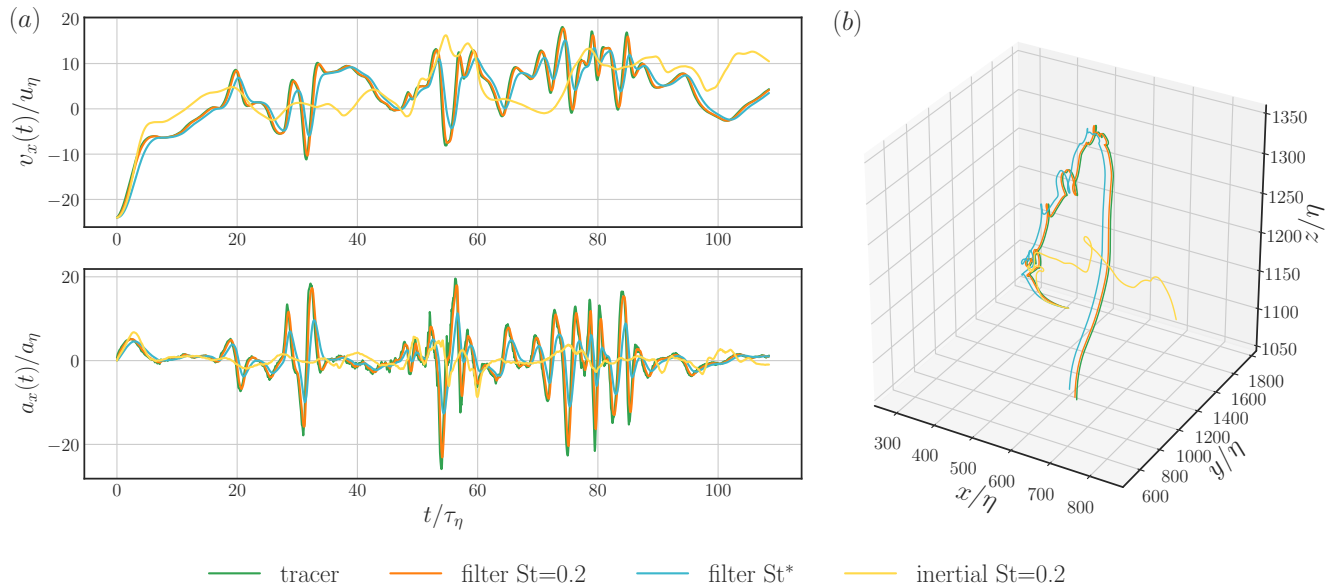 (a)
20
10
0
−10
−20
v_x(t)/u_η
0 20 40 60 80 100
20
0
−20
a_x(t)/a_η
0 20 40 60 80 100
t/τ_η
(b)
1350
1300
1250
1200
1150
1100
1050
z/η
1800
1600
1400
1200
1000
800
600
y/η
300 400 500 600 700 800
x/η
tracer filter St=0.2 filter St* inertial St=0.2